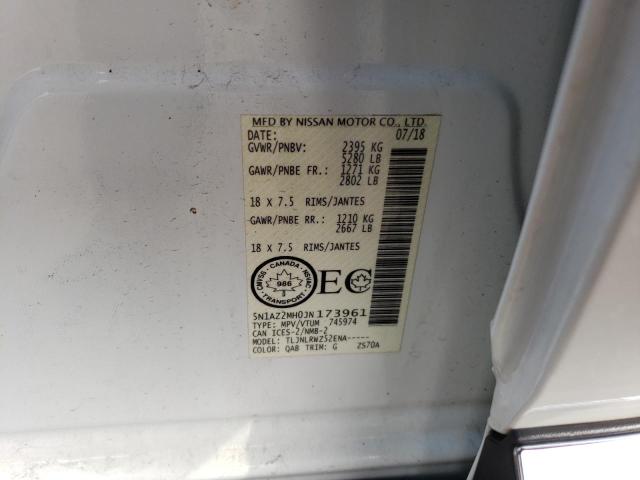 MFD BY NISSAN MOTOR CO., LTD.
DATE: 07/18
GVWR/PNBV: 2395 KG
5280 LB
GAWR/PNBE FR.: 1271 KG
2802 LB
18 X 7.5 RIMS/JANTES
GAWR/PNBE RR.: 1210 KG
2667 LB
18 X 7.5 RIMS/JANTES
CMVSS - CANADA - NSVAC
986
TRANSPORT
EC
5N1AZ2MH0JN173961
TYPE: MPV/VTUM 745974
CAN ICES-2/NMB-2
MODEL: TLJNLRWZ52ENA-----
COLOR: QAB TRIM: G ZS70A